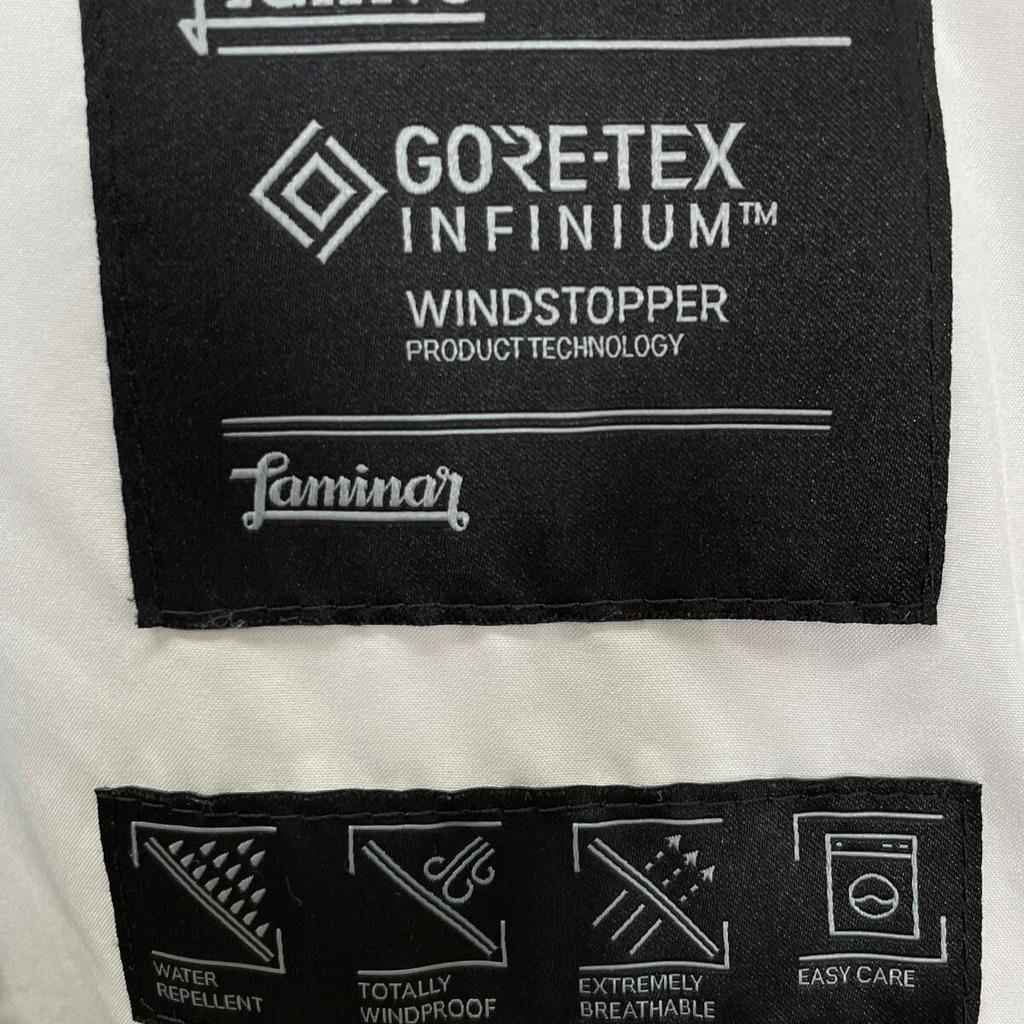 GORE-TEX
INFINIUM™
WINDSTOPPER
PRODUCT TECHNOLOGY
Laminar
WATER
REPELLENT
TOTALLY
WINDPROOF
EXTREMELY
BREATHABLE
EASY CARE